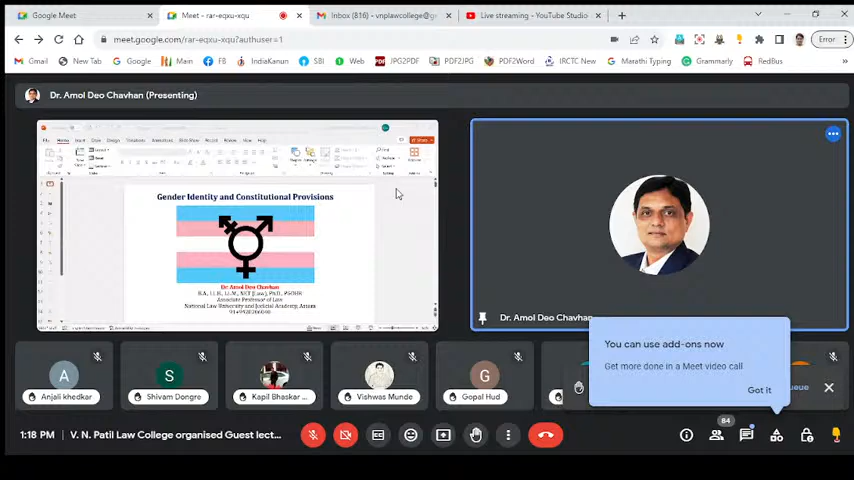 Google Meet
Meet - rar-eqxu-xqu
Inbox (816) - vnplawcollege@g
Live streaming - YouTube Studio
meet.google.com/rar-eqxu-xqu?authuser=1
Error
Gmail New Tab Google Main FB IndiaKanun SBI Web JPG2PDF PDF2JPG PDF2Word IRCTC New Marathi Typing Grammarly RedBus
Dr. Amol Deo Chavhan (Presenting)
Gender Identity and Constitutional Provisions
Dr. Amol Deo Chavhan
Associate Professor of Law
National Law University and Judicial Academy, Assam
Dr. Amol Deo Chavhan
You can use add-ons now
Get more done in a Meet video call
Got it
A
S
G
Anjali khedkar
Shivam Dongre
Kapil Bhaskar ...
Vishwas Munde
Gopal Hud
84
1:18 PM | V. N. Patil Law College organised Guest lect...